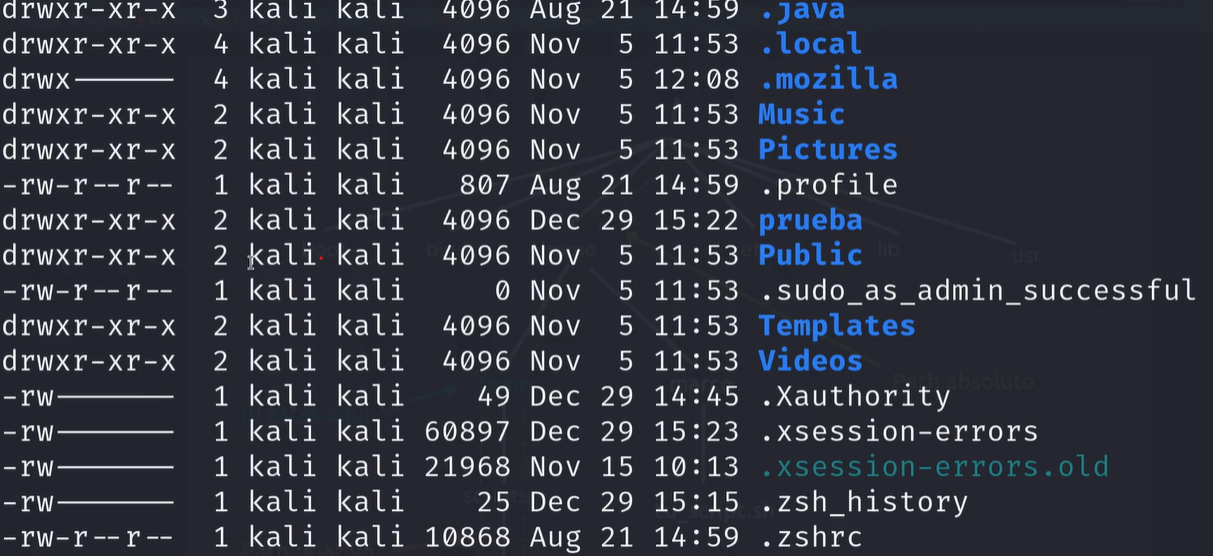 drwxr-xr-x 3 kali kali 4096 Aug 21 14:59 .java
drwxr-xr-x 4 kali kali 4096 Nov 5 11:53 .local
drwx------ 4 kali kali 4096 Nov 5 12:08 .mozilla
drwxr-xr-x 2 kali kali 4096 Nov 5 11:53 Music
drwxr-xr-x 2 kali kali 4096 Nov 5 11:53 Pictures
-rw-r--r-- 1 kali kali 807 Aug 21 14:59 .profile
drwxr-xr-x 2 kali kali 4096 Dec 29 15:22 prueba
drwxr-xr-x 2 kali kali 4096 Nov 5 11:53 Public
lib
usr
-rw-r--r-- 1 kali kali 0 Nov 5 11:53 .sudo_as_admin_successful
drwxr-xr-x 2 kali kali 4096 Nov 5 11:53 Templates
drwxr-xr-x 2 kali kali 4096 Nov 5 11:53 Videos
Path absoluto
-rw------- 1 kali kali 49 Dec 29 14:45 .Xauthority
-rw------- 1 kali kali 60897 Dec 29 15:23 .xsession-errors
-rw------- 1 kali kali 21968 Nov 15 10:13 .xsession-errors.old
-rw------- 1 kali kali 25 Dec 29 15:15 .zsh_history
-rw-r--r-- 1 kali kali 10868 Aug 21 14:59 .zshrc